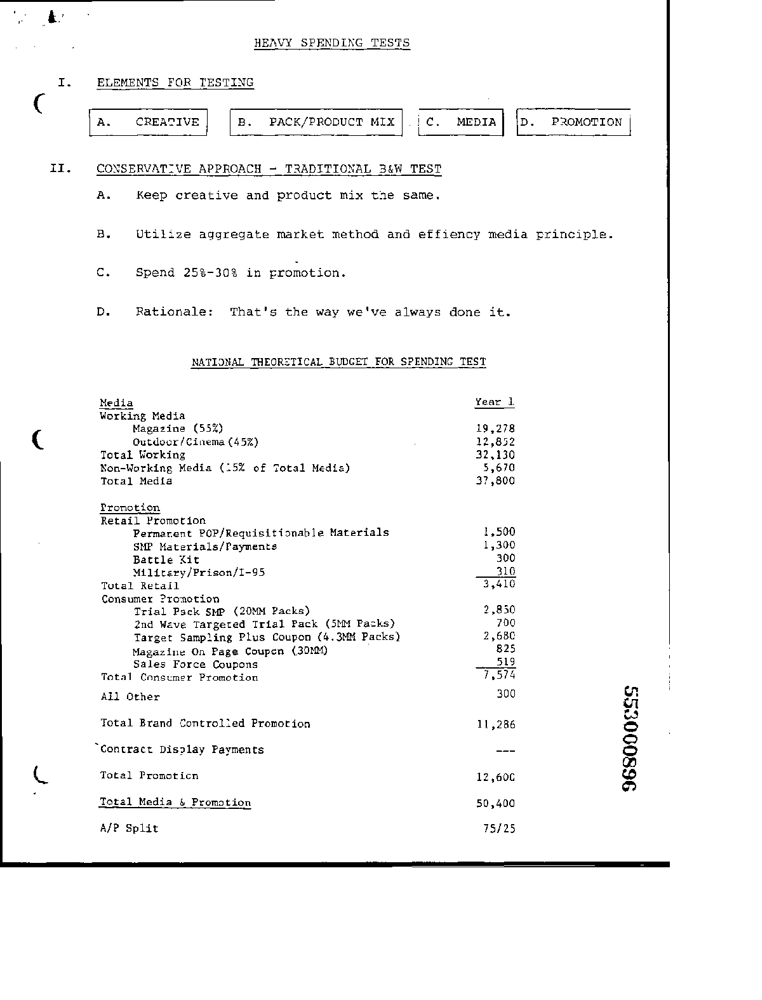 HEAVY SPENDING TESTS
I. ELEMENTS FOR TESTING
A. CREATIVE B. PACK/PRODUCT MIX C. MEDIA D. PROMOTION
II. CONSERVATIVE APPROACH - TRADITIONAL B&W TEST
A. Keep creative and product mix the same.
B. Utilize aggregate market method and effiency media principle.
C. Spend 25%-30% in promotion.
D. Rationale: That's the way we've always done it.
NATIONAL THEORETICAL BUDGET FOR SPENDING TEST
Media Year 1
Working Media
Magazine (55%) 19,278
Outdoor/Cinema (45%) 12,852
Total Working 32,130
Non-Working Media (15% of Total Media) 5,670
Total Media 37,800
Promotion
Retail Promotion
Permanent POP/Requisitionable Materials 1,500
SMP Materials/Payments 1,300
Battle Kit 300
Military/Prison/I-95 310
Total Retail 3,410
Consumer Promotion
Trial Pack SMP (20MM Packs) 2,850
2nd Wave Targeted Trial Pack (5MM Packs) 700
Target Sampling Plus Coupon (4.3MM Packs) 2,680
Magazine On Page Coupon (30MM) 825
Sales Force Coupons 519
Total Consumer Promotion 7,574
All Other 300
Total Brand Controlled Promotion 11,286
Contract Display Payments ---
Total Promotion 12,600
Total Media & Promotion 50,400
A/P Split 75/25
553000896